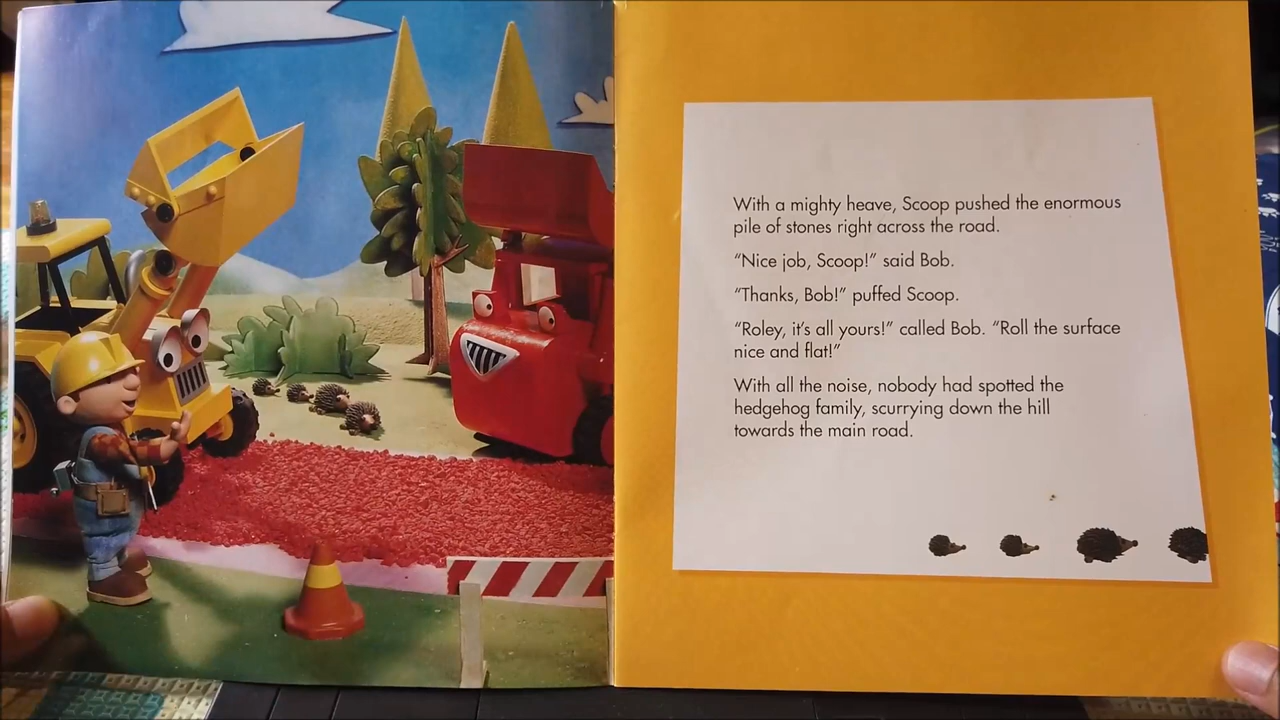 With a mighty heave, Scoop pushed the enormous
pile of stones right across the road.
“Nice job, Scoop!” said Bob.
“Thanks, Bob!” puffed Scoop.
“Roley, it’s all yours!” called Bob. “Roll the surface
nice and flat!”
With all the noise, nobody had spotted the
hedgehog family, scurrying down the hill
towards the main road.